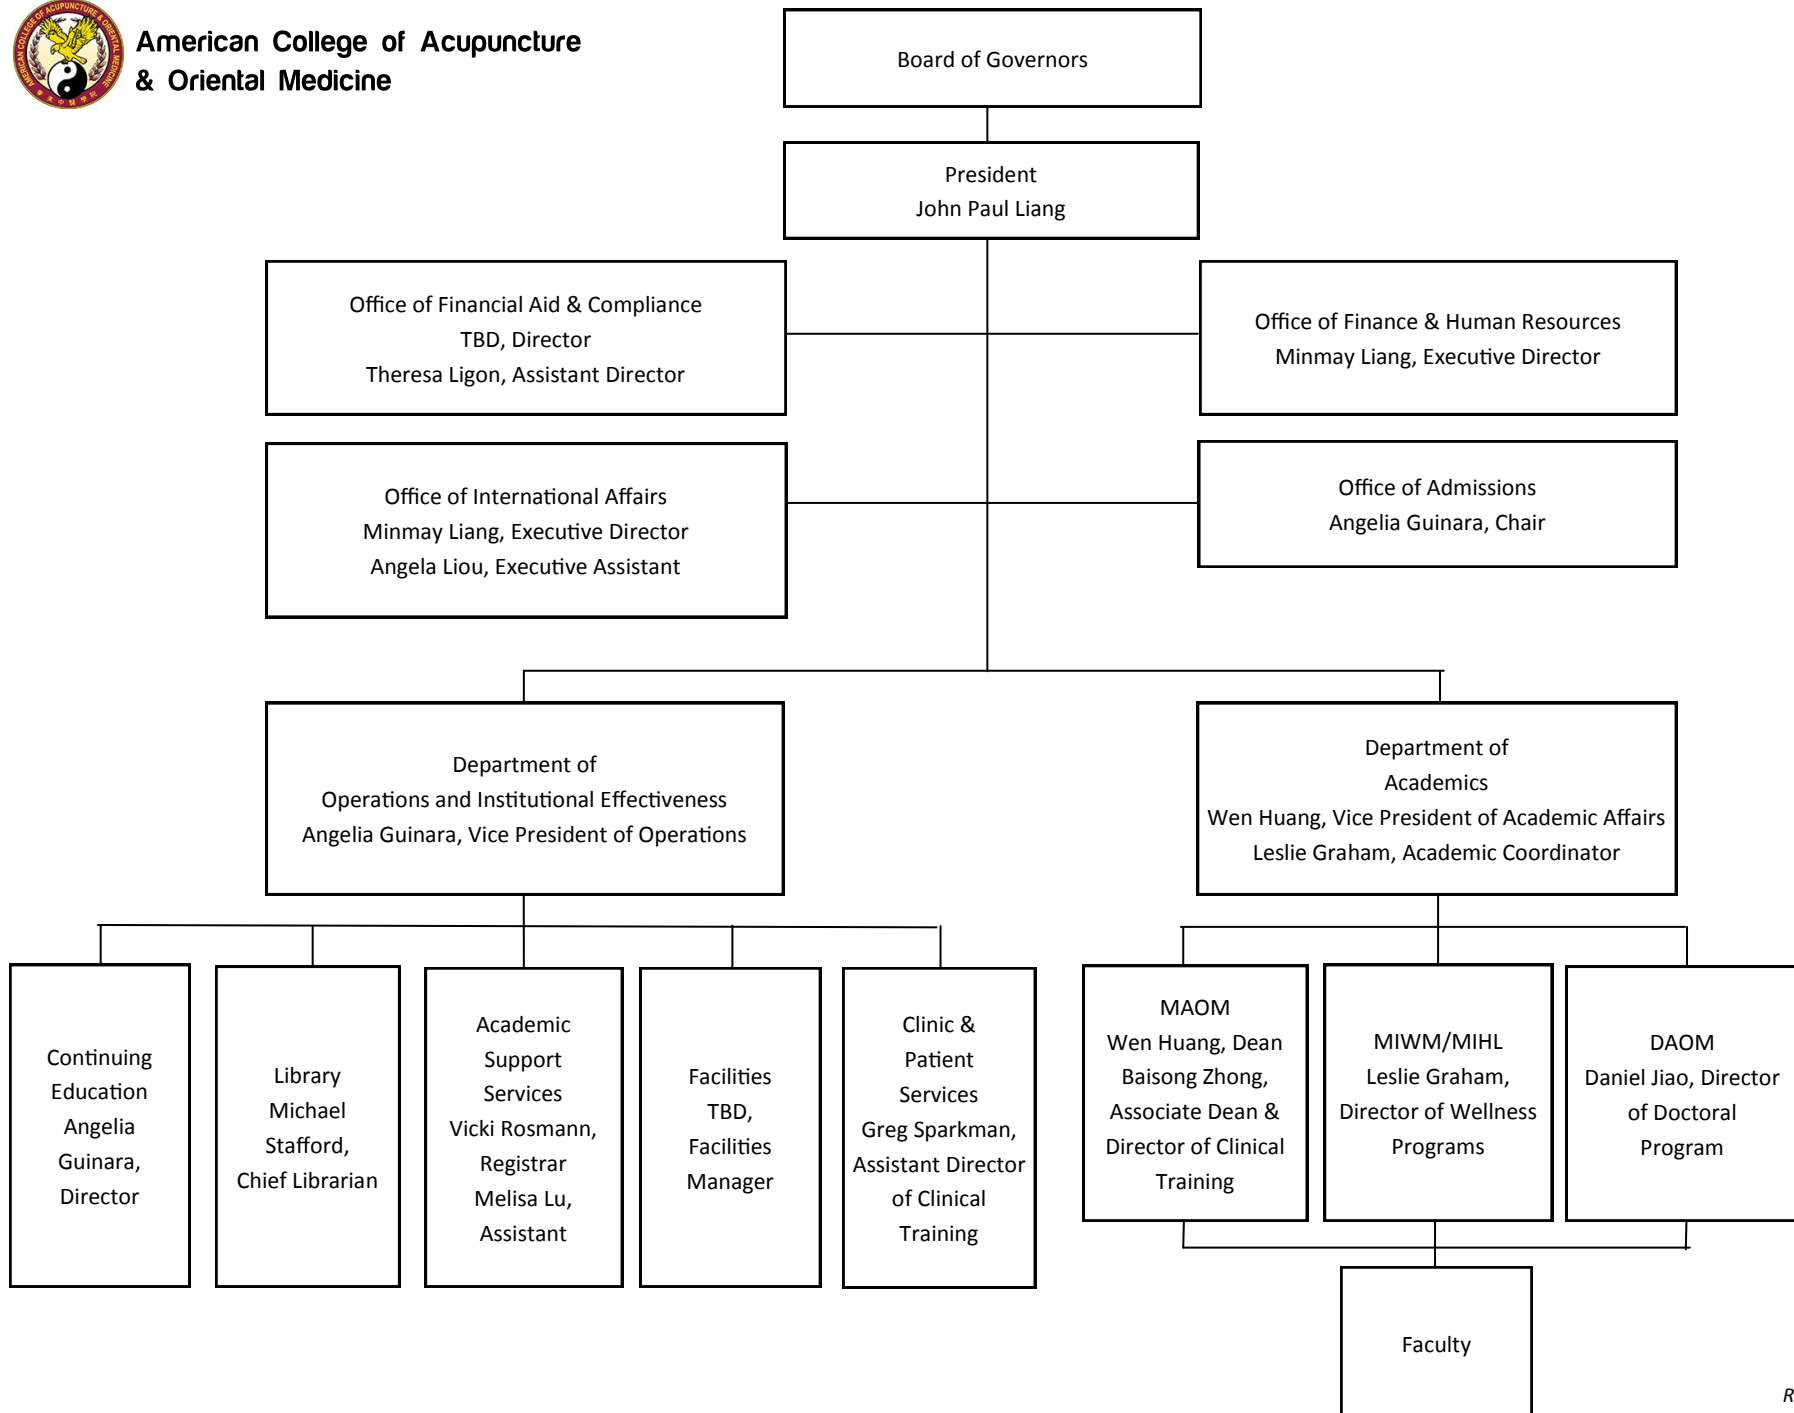 American College of Acupuncture
& Oriental Medicine
Board of Governors
President
John Paul Liang
Office of Financial Aid & Compliance
TBD, Director
Theresa Ligon, Assistant Director
Office of Finance & Human Resources
Minmay Liang, Executive Director
Office of International Affairs
Minmay Liang, Executive Director
Angela Liou, Executive Assistant
Office of Admissions
Angelia Guinara, Chair
Department of
Operations and Institutional Effectiveness
Angelia Guinara, Vice President of Operations
Department of
Academics
Wen Huang, Vice President of Academic Affairs
Leslie Graham, Academic Coordinator
Continuing
Education
Angelia
Guinara,
Director
Library
Michael
Stafford,
Chief Librarian
Academic
Support
Services
Vicki Rosmann,
Registrar
Melisa Lu,
Assistant
Facilities
TBD,
Facilities
Manager
Clinic &
Patient
Services
Greg Sparkman,
Assistant Director
of Clinical
Training
MAOM
Wen Huang, Dean
Baisong Zhong,
Associate Dean &
Director of Clinical
Training
MIWM/MIHL
Leslie Graham,
Director of Wellness
Programs
DAOM
Daniel Jiao, Director
of Doctoral
Program
Faculty
R